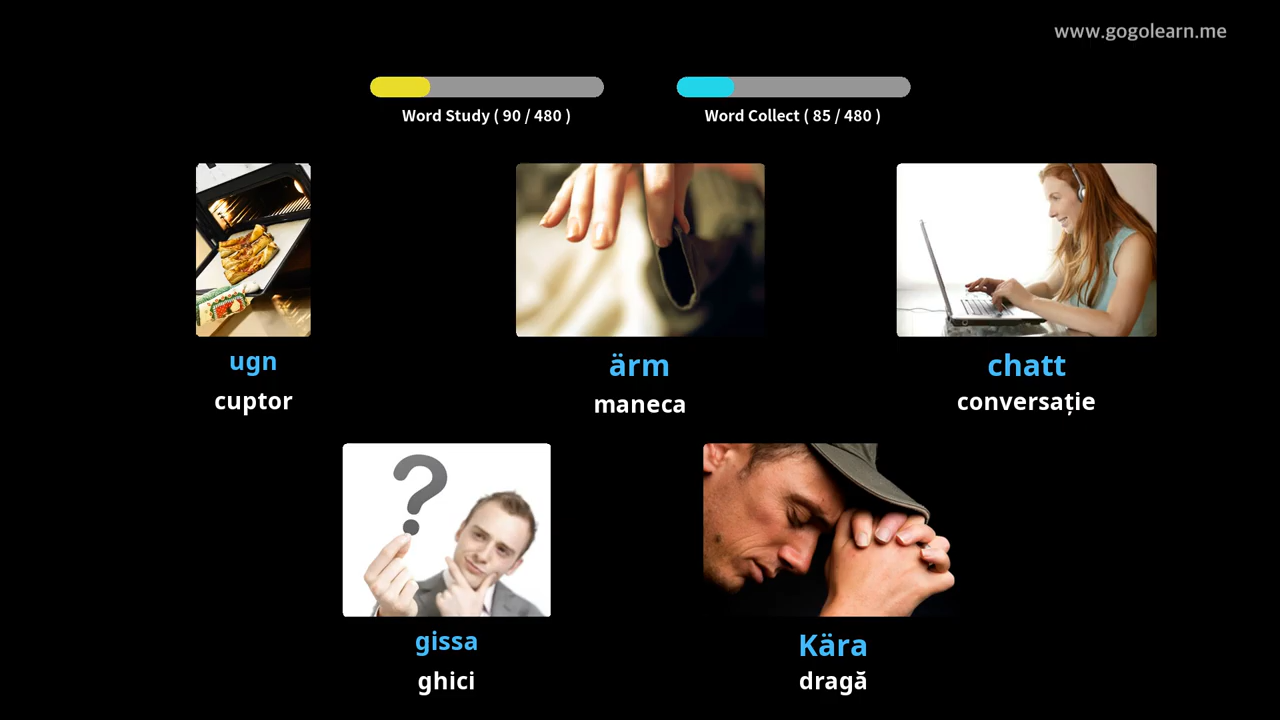 www.gogolearn.me
Word Study ( 90 / 480 )
Word Collect ( 85 / 480 )
ugn
cuptor
ärm
maneca
chatt
conversație
gissa
ghici
Kära
dragă